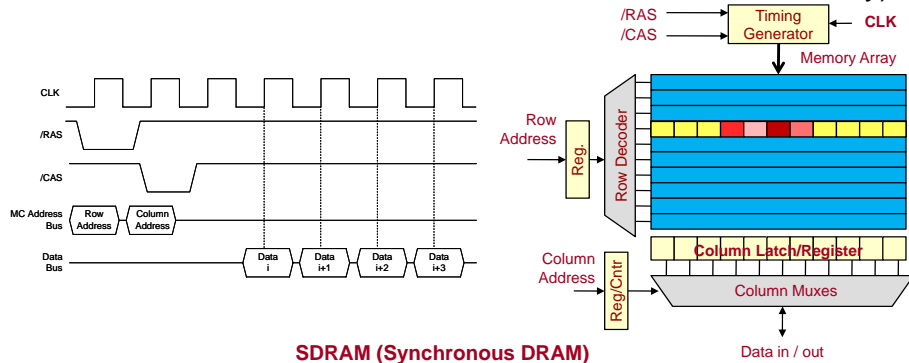 CLK
/RAS
/CAS
MC Address
Bus
Row
Address
Column
Address
Data
Bus
Data
i
Data
i+1
Data
i+2
Data
i+3
/RAS
/CAS
Timing
Generator
CLK
Memory Array
Row
Address
Reg.
Row Decoder
Column Latch/Register
Column
Address
Reg/Cntr
Column Muxes
Data in / out
SDRAM (Synchronous DRAM)